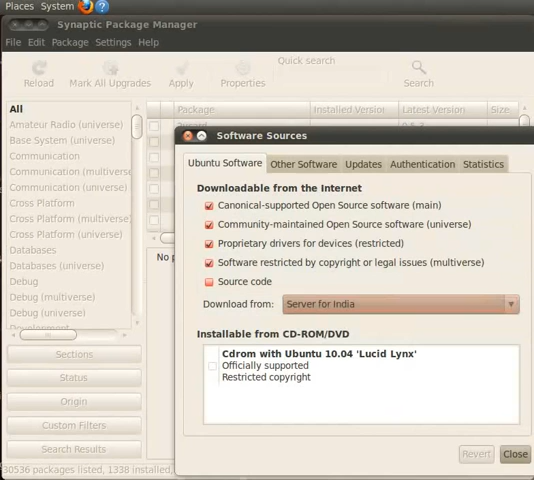 Places System
Synaptic Package Manager
File Edit Package Settings Help
Quick search
Reload Mark All Upgrades Apply Properties Search
All
Amateur Radio (universe)
Base System (universe)
Communication
Communication (multiverse
Communication (universe)
Cross Platform
Cross Platform (multiverse
Cross Platform (universe)
Databases
Databases (universe)
Debug
Debug (multiverse)
Debug (universe)
Development
Sections
Status
Origin
Custom Filters
Search Results
30536 packages listed, 1338 installed,
Package Installed Version Latest Version Size
No p
Software Sources
Ubuntu Software Other Software Updates Authentication Statistics
Downloadable from the Internet
Canonical-supported Open Source software (main)
Community-maintained Open Source software (universe)
Proprietary drivers for devices (restricted)
Software restricted by copyright or legal issues (multiverse)
Source code
Download from: Server for India
Installable from CD-ROM/DVD
Cdrom with Ubuntu 10.04 'Lucid Lynx'
Officially supported
Restricted copyright
Revert Close